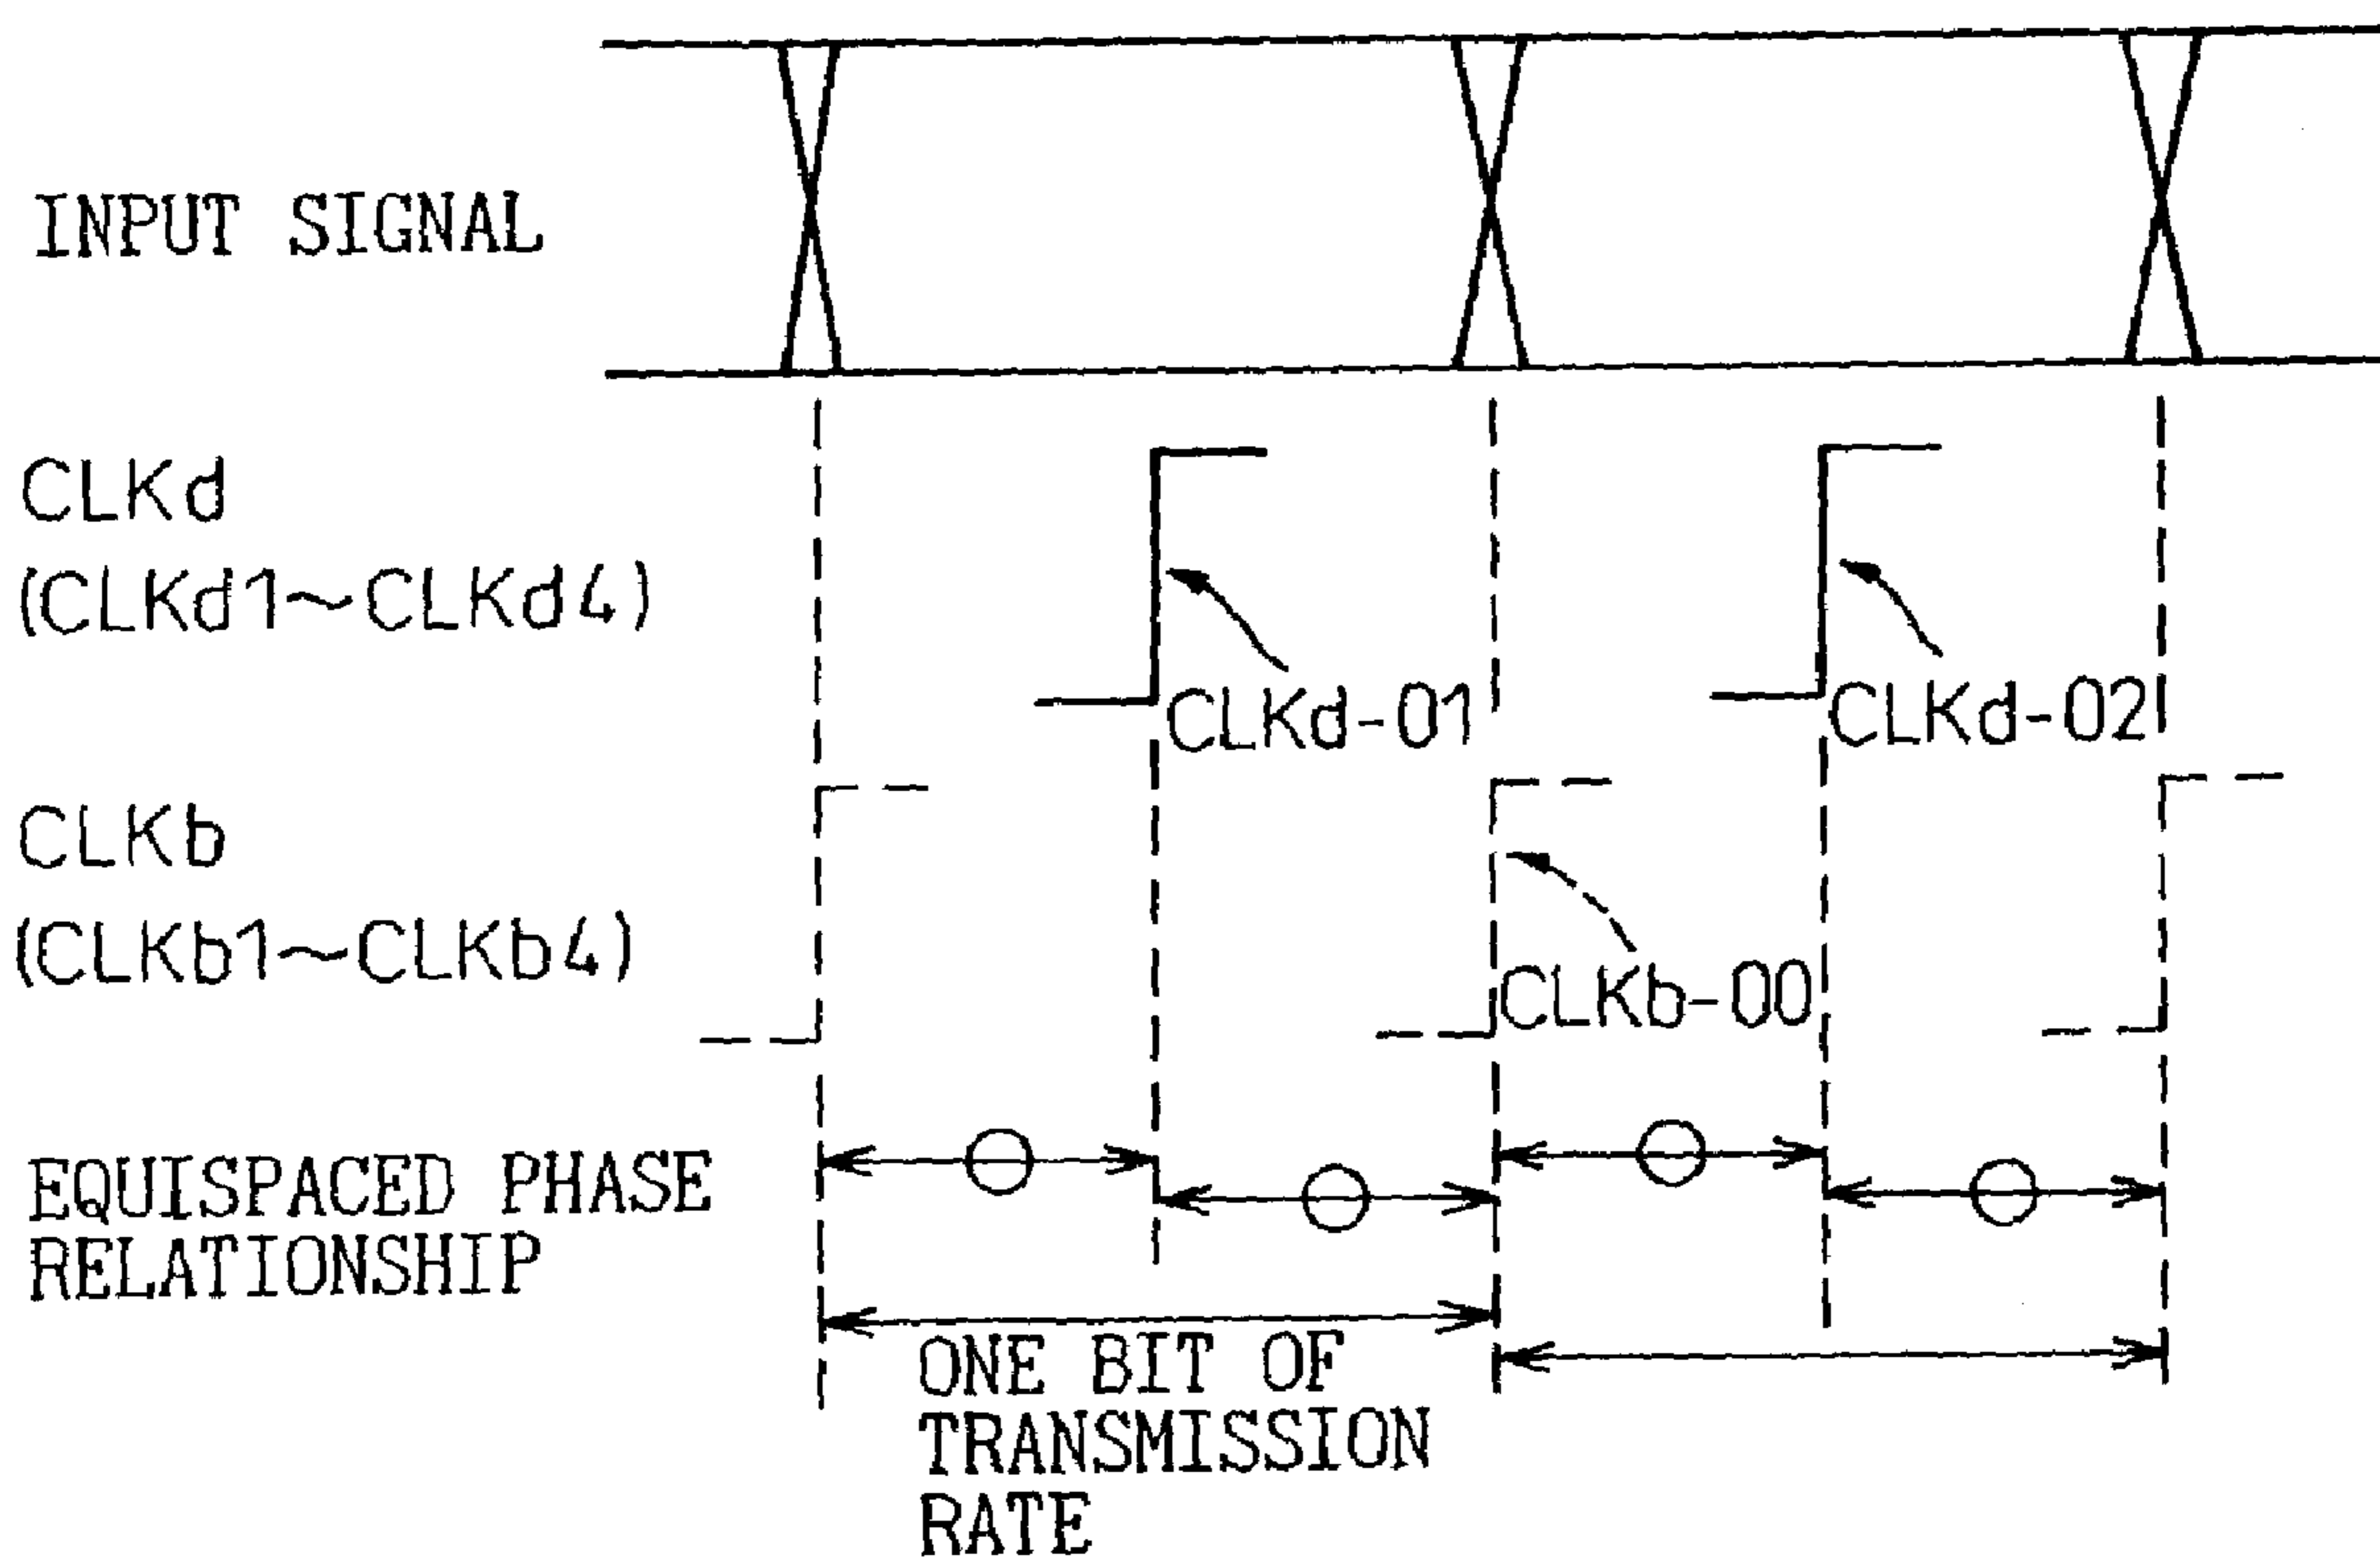 INPUT SIGNAL
CLKd
(CLKd1~CLKd4)
CLKd-01
CLKd-02
CLKb
(CLKb1~CLKb4)
CLKb-00
EQUISPACED PHASE
RELATIONSHIP
ONE BIT OF
TRANSMISSION
RATE